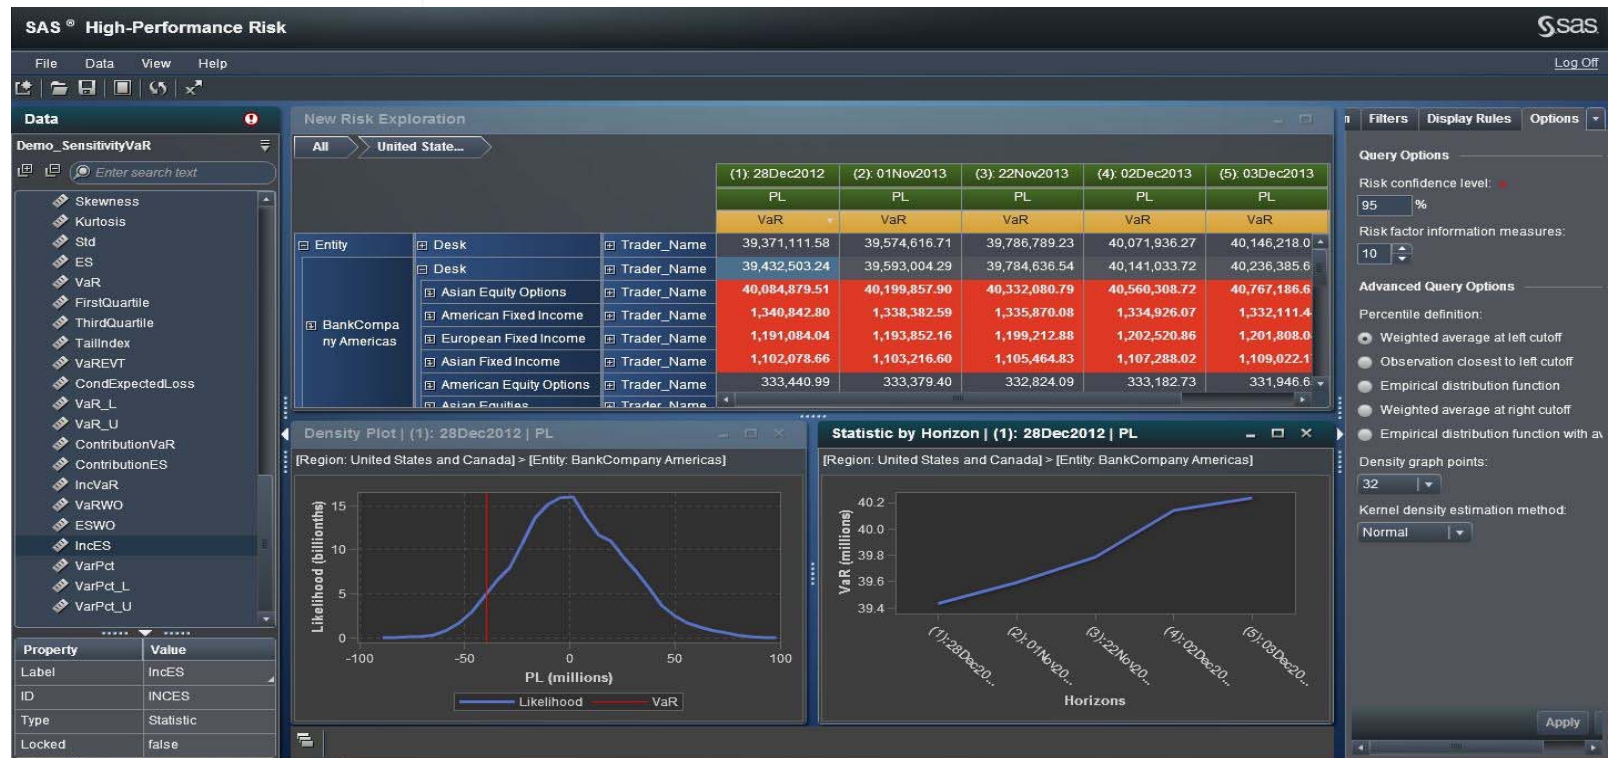 SAS ® High-Performance Risk
sas
File Data View Help
Log Off
Data
Demo_SensitivityVaR
Enter search text
Skewness
Kurtosis
Std
ES
VaR
FirstQuartile
ThirdQuartile
TailIndex
VaREVT
CondExpectedLoss
VaR_L
VaR_U
ContributionVaR
ContributionES
IncVaR
VaRWO
ESWO
IncES
VarPct
VarPct_L
VarPct_U
Property Value
Label IncES
ID INCES
Type Statistic
Locked false
New Risk Exploration
All United State...
(1): 28Dec2012 (2): 01Nov2013 (3): 22Nov2013 (4): 02Dec2013 (5): 03Dec2013
PL PL PL PL PL
VaR VaR VaR VaR VaR
Entity Desk Trader_Name 39,371,111.58 39,574,616.71 39,786,789.23 40,071,936.27 40,146,218.0
Desk Trader_Name 39,432,503.24 39,593,004.29 39,784,636.54 40,141,033.72 40,236,385.6
Asian Equity Options Trader_Name 40,084,879.51 40,199,857.90 40,332,080.79 40,560,308.72 40,767,186.6
American Fixed Income Trader_Name 1,340,842.80 1,338,382.59 1,335,870.08 1,334,926.07 1,332,111.4
BankCompa
ny Americas
European Fixed Income Trader_Name 1,191,084.04 1,193,852.16 1,199,212.88 1,202,520.86 1,201,808.0
Asian Fixed Income Trader_Name 1,102,078.66 1,103,216.60 1,105,464.83 1,107,288.02 1,109,022.1
American Equity Options Trader_Name 333,440.99 333,379.40 332,824.09 333,182.73 331,946.6
Asian Equities Trader_Name
Density Plot | (1): 28Dec2012 | PL
[Region: United States and Canada] > [Entity: BankCompany Americas]
Likelihood (billionths)
15
10
5
0
-100 -50 0 50 100
PL (millions)
Likelihood VaR
Statistic by Horizon | (1): 28Dec2012 | PL
[Region: United States and Canada] > [Entity: BankCompany Americas]
VaR (millions)
40.2
40.0
39.8
39.6
39.4
(1):28Dec20... (2):01Nov20... (3):22Nov20... (4):02Dec20... (5):03Dec20...
Horizons
n Filters Display Rules Options
Query Options
Risk confidence level:
95 %
Risk factor information measures:
10
Advanced Query Options
Percentile definition:
Weighted average at left cutoff
Observation closest to left cutoff
Empirical distribution function
Weighted average at right cutoff
Empirical distribution function with av
Density graph points:
32
Kernel density estimation method:
Normal
Apply